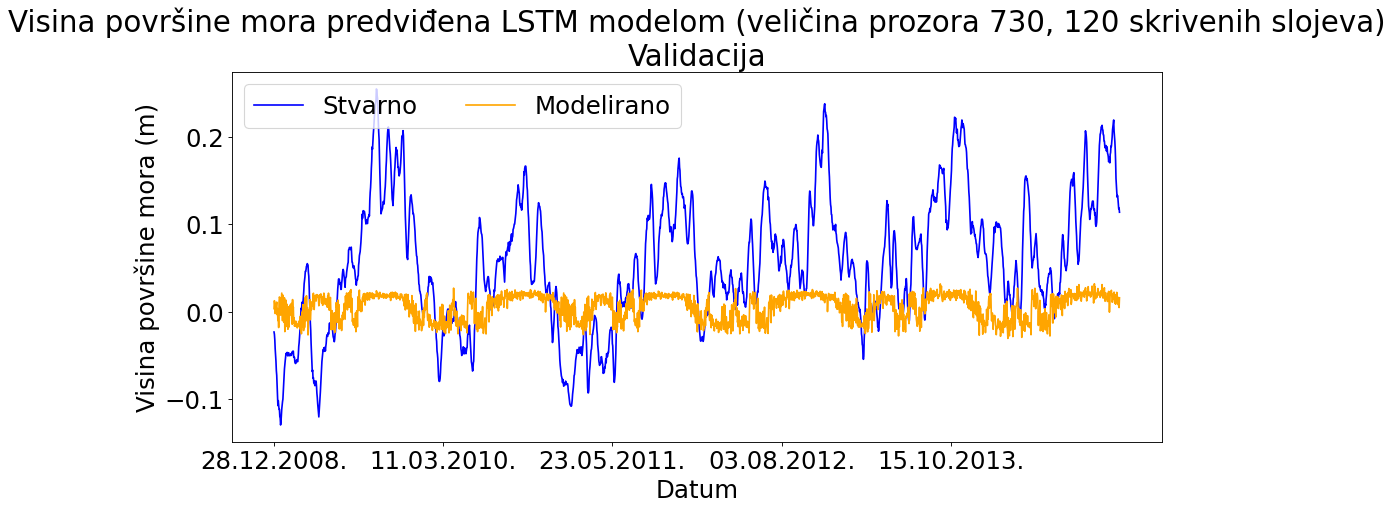 Visina površine mora predviđena LSTM modelom (veličina prozora 730, 120 skrivenih slojeva)
Validacija
Stvarno
Modelirano
Visina površine mora (m)
0.2
0.1
0.0
−0.1
28.12.2008.
11.03.2010.
23.05.2011.
03.08.2012.
15.10.2013.
Datum